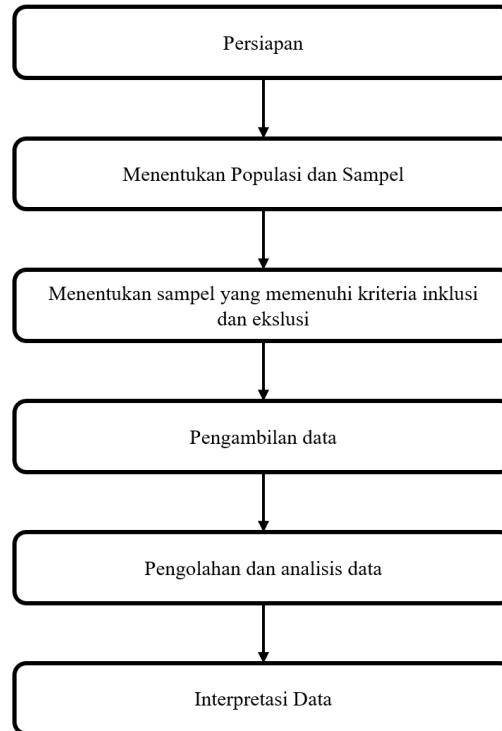 Persiapan
Menentukan Populasi dan Sampel
Menentukan sampel yang memenuhi kriteria inklusi
dan ekslusi
Pengambilan data
Pengolahan dan analisis data
Interpretasi Data